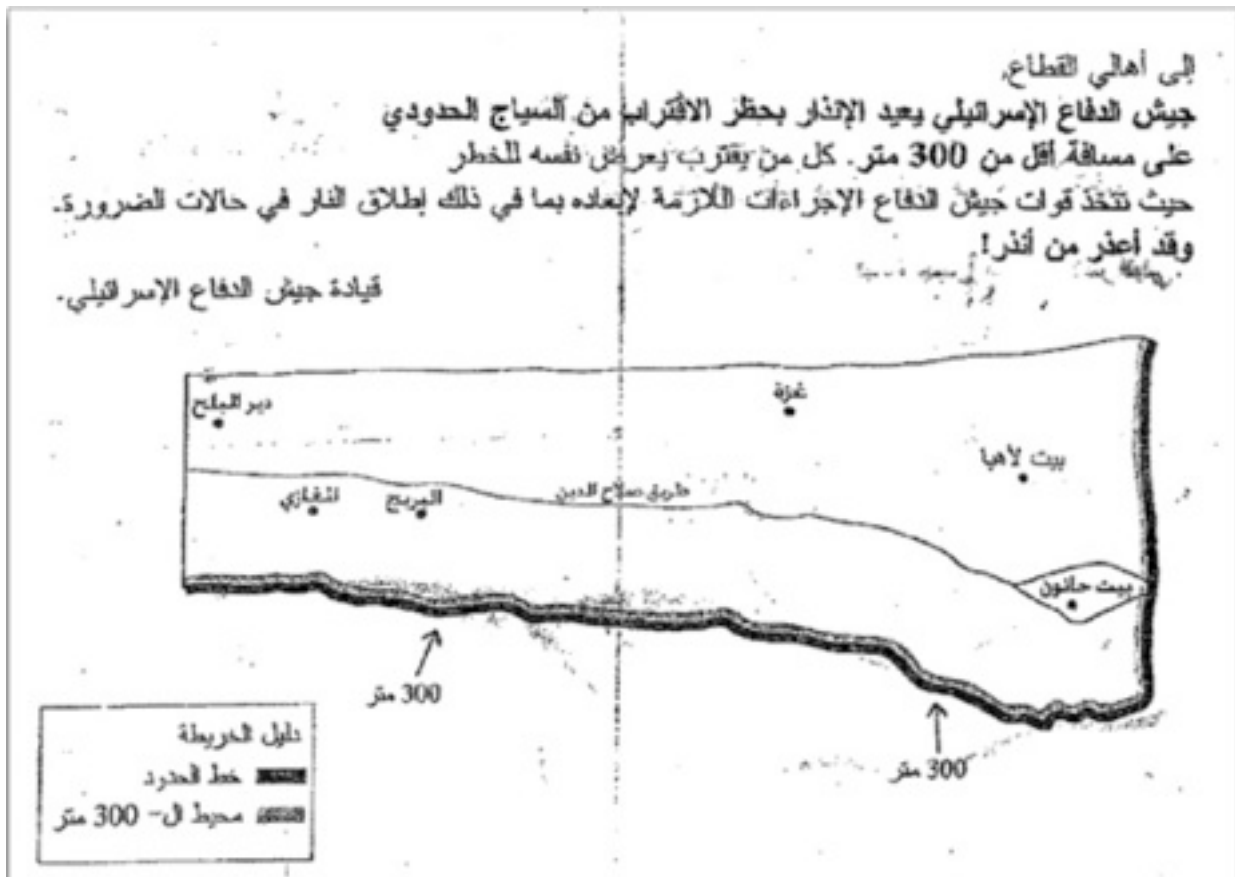 إلى أهالي القطاع,
جيش الدفاع الإسرائيلي يعيد الإنذار بحظر الاقتراب من السياج الحدودي
على مسافة أقل من 300 متر. كل من يقترب يعرض نفسه للخطر
حيث تتخذ قوات جيش الدفاع الإجراءات اللازمة لإبعاده بما في ذلك إطلاق النار في حالات الضرورة.
وقد أعذر من أنذر!
قيادة جيش الدفاع الإسرائيلي.
غزة
دير البلح
بيت لاهيا
طريق صلاح الدين
البريج
المغازي
بيت حانون
300 متر
300 متر
دليل الخريطة
خط الحدود
محيط ال- 300 متر